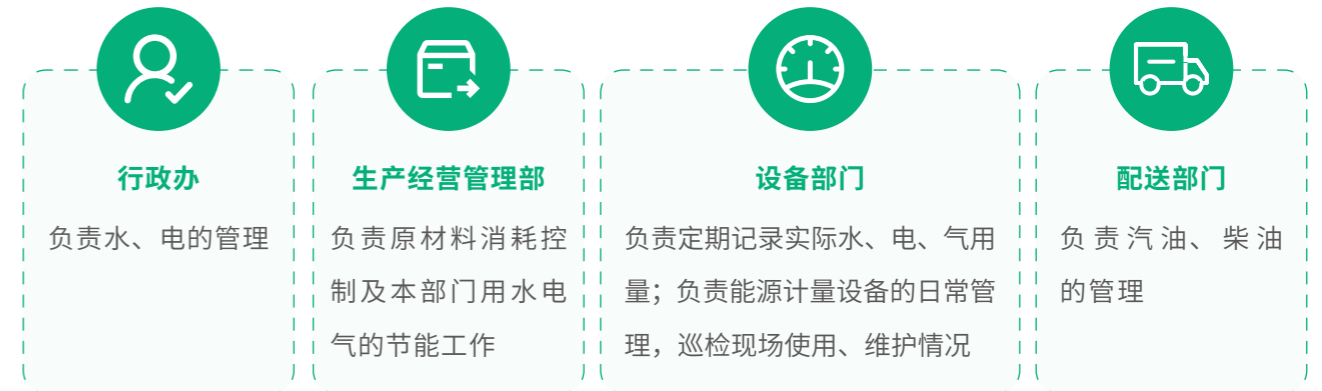 行政办
负责水、电的管理
生产经营管理部
负责原材料消耗控
制及本部门用水电
气的节能工作
设备部门
负责定期记录实际水、电、气用
量；负责能源计量设备的日常管
理，巡检现场使用、维护情况
配送部门
负责汽油、柴油
的管理